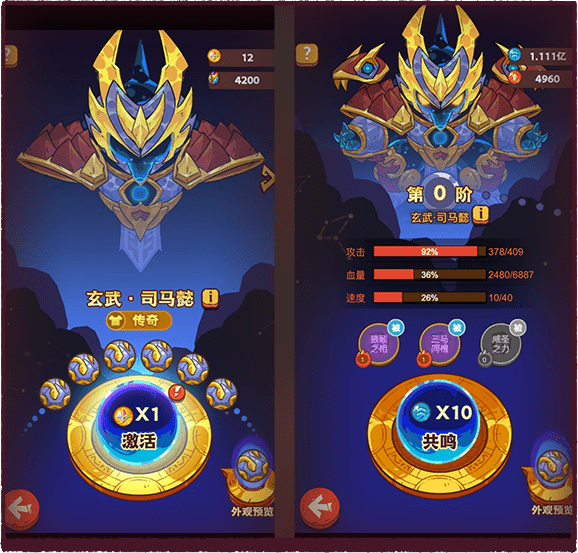 ?
12
4200
玄武·司马懿 i
传奇
X1
激活
!
外观预览
?
1.111亿
4960
第 0 阶
玄武·司马懿 i
攻击 92% 378/409
血量 36% 2480/6887
速度 26% 10/40
被 被 被
狼顾之相
三马同槽
之力
1 1 0
X10
共鸣
外观预览